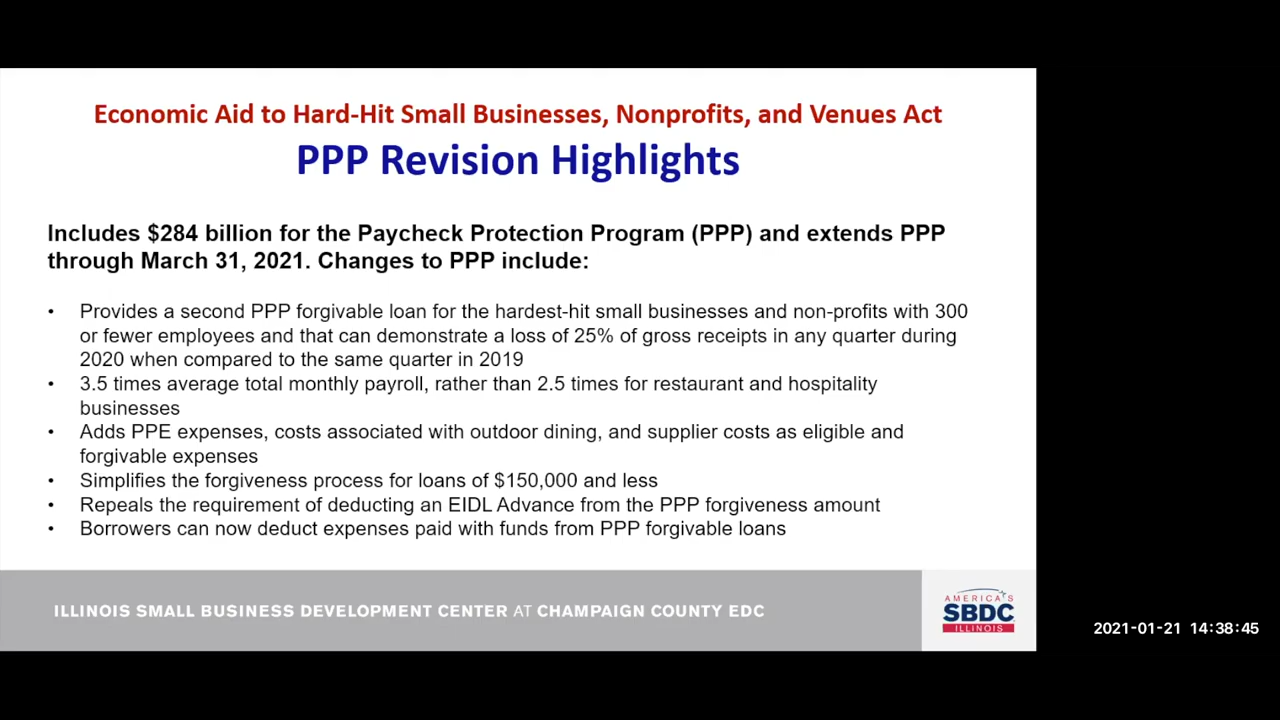 Economic Aid to Hard-Hit Small Businesses, Nonprofits, and Venues Act
PPP Revision Highlights
Includes $284 billion for the Paycheck Protection Program (PPP) and extends PPP
through March 31, 2021. Changes to PPP include:
• Provides a second PPP forgivable loan for the hardest-hit small businesses and non-profits with 300
or fewer employees and that can demonstrate a loss of 25% of gross receipts in any quarter during
2020 when compared to the same quarter in 2019
• 3.5 times average total monthly payroll, rather than 2.5 times for restaurant and hospitality
businesses
• Adds PPE expenses, costs associated with outdoor dining, and supplier costs as eligible and
forgivable expenses
• Simplifies the forgiveness process for loans of $150,000 and less
• Repeals the requirement of deducting an EIDL Advance from the PPP forgiveness amount
• Borrowers can now deduct expenses paid with funds from PPP forgivable loans
ILLINOIS SMALL BUSINESS DEVELOPMENT CENTER AT CHAMPAIGN COUNTY EDC
AMERICA'S
SBDC
ILLINOIS
2021-01-21 14:38:45